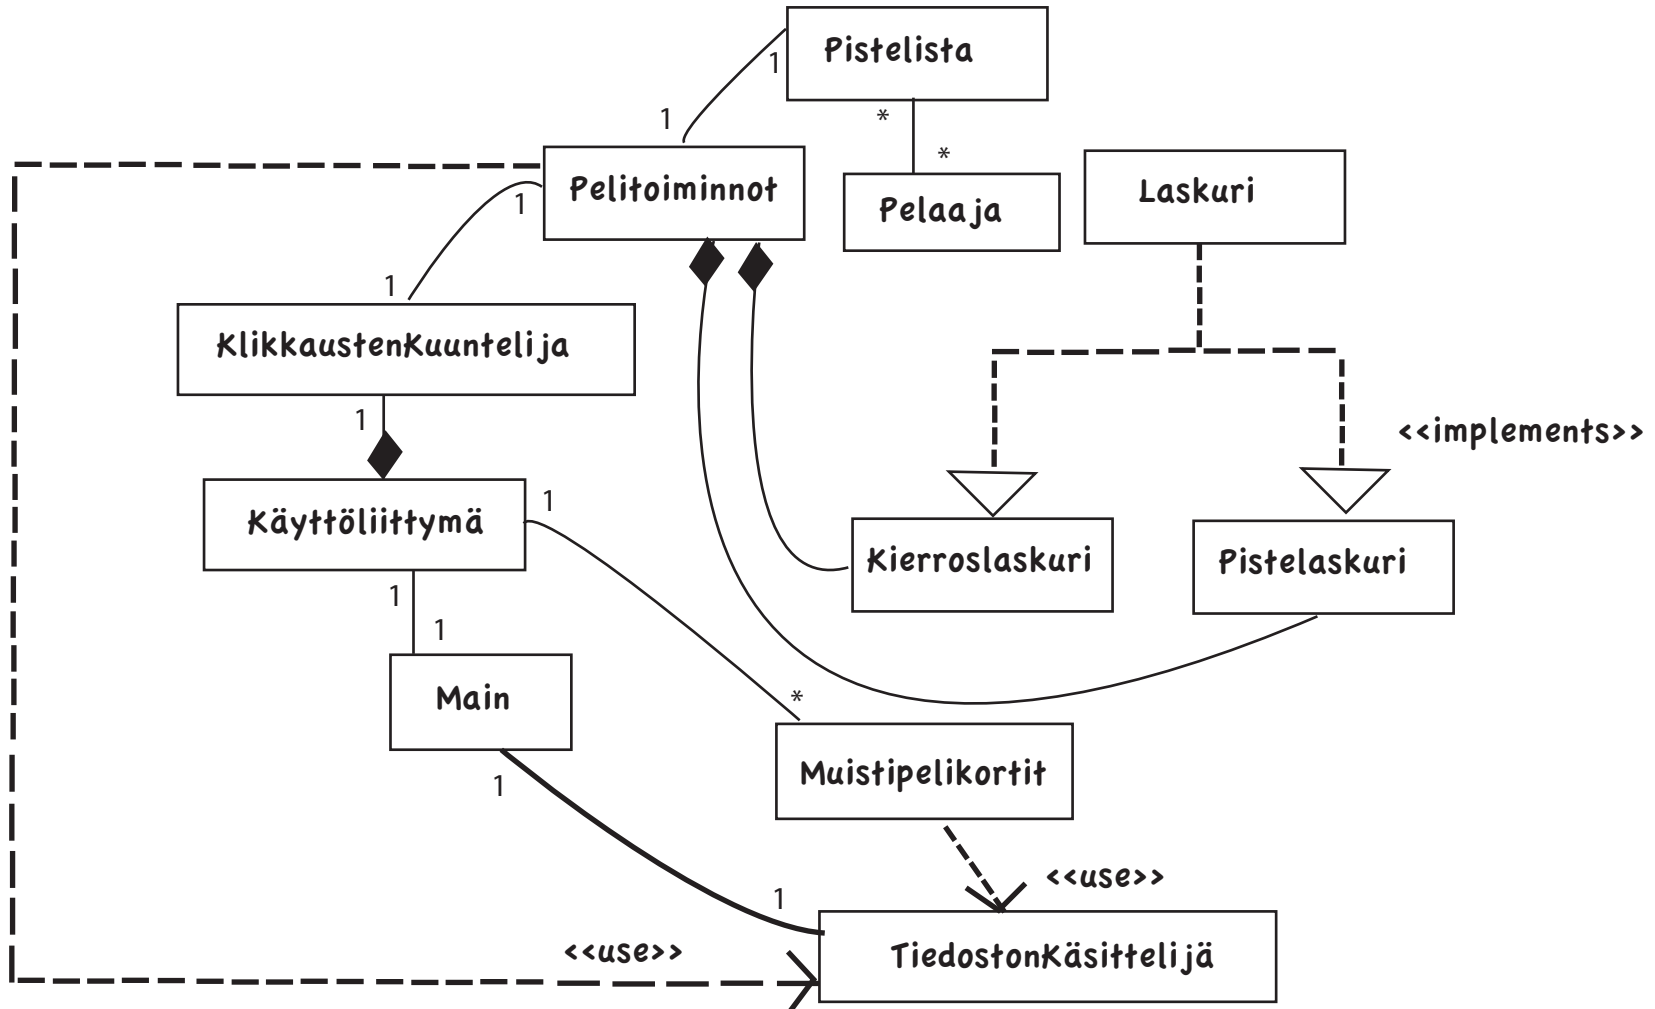 Pistelista
1
1
*
*
Pelitoiminnot
Pelaaja
Laskuri
1
1
KlikkaustenKuuntelija
1
<<implements>>
Käyttöliittymä
1
Kierroslaskuri
Pistelaskuri
1
1
Main
*
Muistipelikortit
1
1
<<use>>
<<use>>
TiedostonKäsittelijä